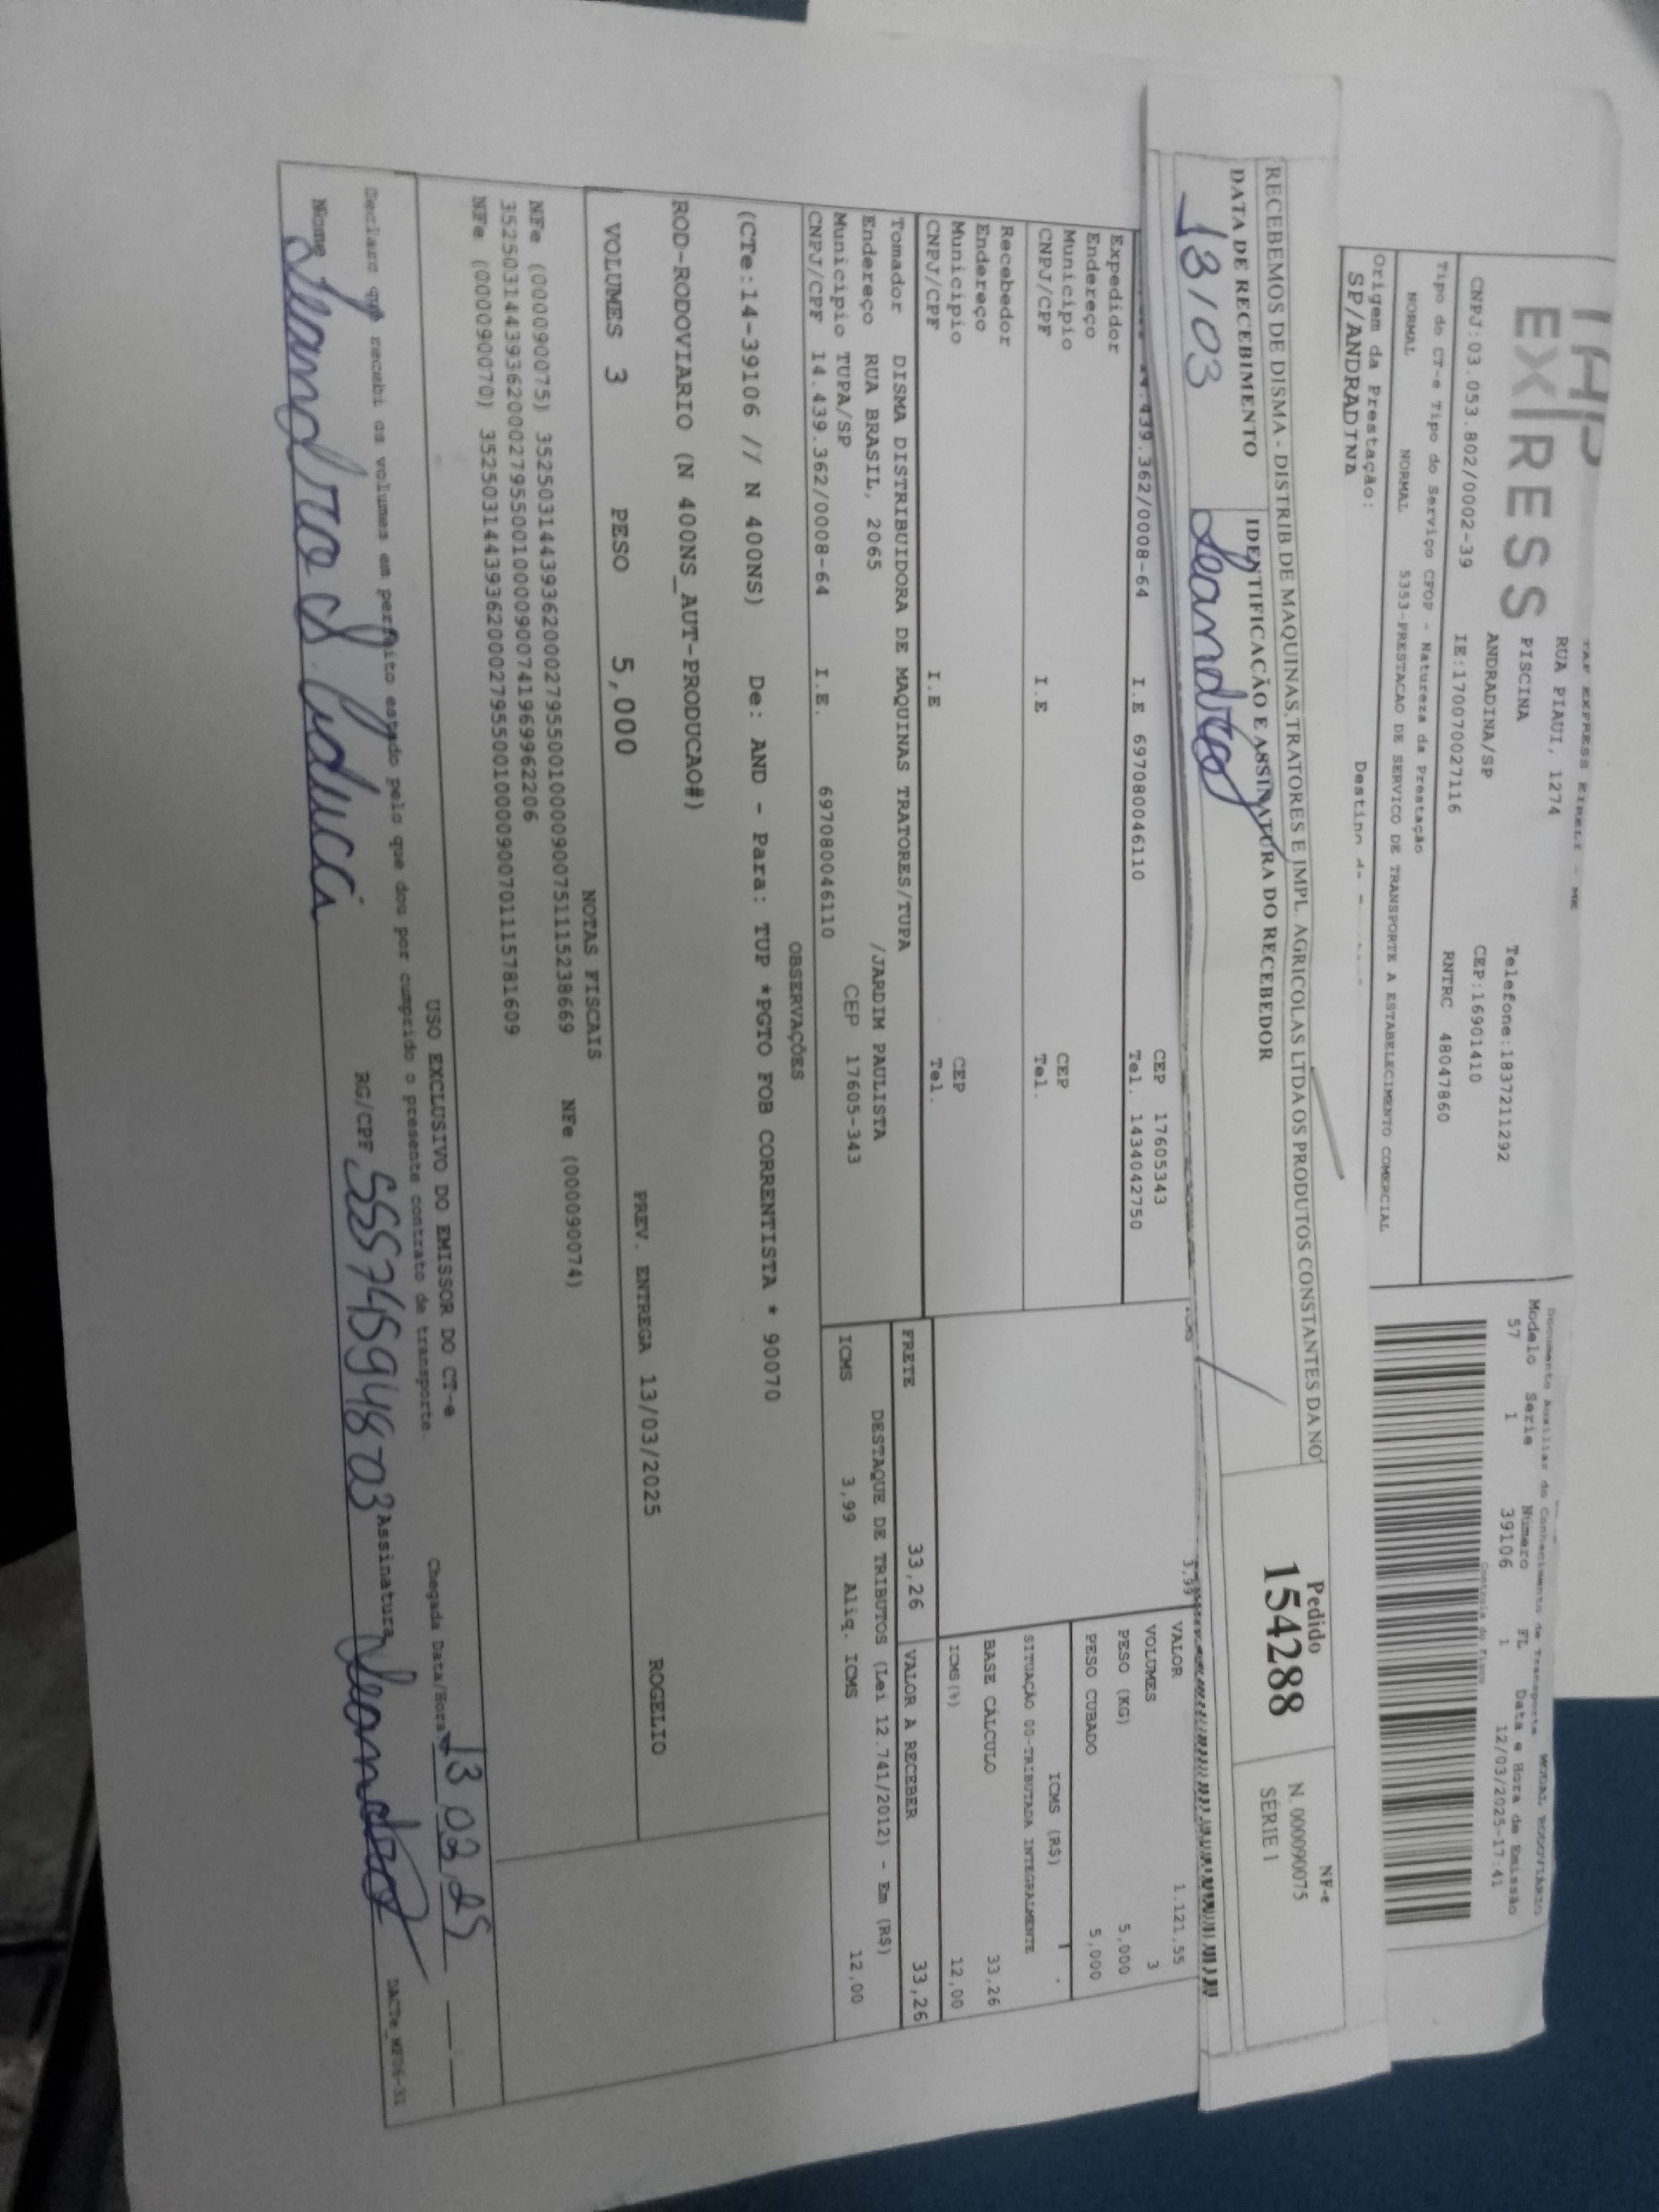 EXPRESS
RUA PIAUI, 1274
PISCINA
ANDRADINA/SP
CNPJ:03.053.802/0002-39
IE:170070027116
Telefone:1837211292
CEP:16901410
RNTRC 48047860
Tipo do CT-e Tipo do Serviço CFOP - Natureza da Prestação
NORMAL NORMAL 5353-PRESTACAO DE SERVICO DE TRANSPORTE A ESTABELECIMENTO COMERCIAL
Origem da Prestação:
SP/ANDRADINA
Documento Auxiliar do Conhecimento de Transporte MODAL RODOVIÁRIO
Modelo Serie Número FL Data e Hora de Emissão
57 1 39106 1 12/03/2025-17:41
Controle do Fisco
RECEBEMOS DE DISMA - DISTRIB DE MAQUINAS,TRATORES E IMPL. AGRICOLAS LTDA OS PRODUTOS CONSTANTES DA NO
DATA DE RECEBIMENTO
13/03
IDENTIFICAÇÃO E ASSINATURA DO RECEBEDOR
Leandro
Pedido
154288
NF-e
N 000090075
SÉRIE 1
.439.362/0008-64 I.E 697080046110
CEP 17605343
Tel. 1434042750
Expedidor
Endereço
Municipio CEP
CNPJ/CPF I.E Tel.
Recebedor
Endereço
Municipio CEP
CNPJ/CPF I.E Tel.
3,99
VALOR 1.121,55
VOLUMES 3
PESO (KG) 5,000
PESO CUBADO 5,000
ICMS (R$)
SITUAÇÃO 00-TRIBUTADA INTEGRALMENTE
BASE CÁLCULO 33,26
ICMS(%) 12,00
Tomador DISMA DISTRIBUIDORA DE MAQUINAS TRATORES/TUPA
Endereço RUA BRASIL, 2065 /JARDIM PAULISTA
Municipio TUPA/SP CEP 17605-343
CNPJ/CPF 14.439.362/0008-64 I.E. 697080046110
FRETE 33,26 VALOR A RECEBER 33,26
DESTAQUE DE TRIBUTOS (Lei 12.741/2012) - Em (R$)
ICMS 3,99 Aliq. ICMS 12,00
OBSERVAÇÕES
(CTe:14-39106 // N 400NS) De: AND - Para: TUP *PGTO FOB CORRENTISTA * 90070
ROD-RODOVIARIO (N 400NS_AUT-PRODUCAO#)
VOLUMES 3 PESO 5,000 PREV. ENTREGA 13/03/2025 ROGELIO
NOTAS FISCAIS
NFe (000090075) 35250314439362000279550010000900751115238669 NFe (000090074)
35250314439362000279550010000900741969962206
NFe (000090070) 35250314439362000279550010000900701115781609
USO EXCLUSIVO DO EMISSOR DO CT-e
Declaro que recebi os volumes em perfeito estado pelo que dou por cumprido o presente contrato de transporte.
Chegada Data/Hora 13 03 25
Nome Leandro
RG/CPF
Assinatura Leandro